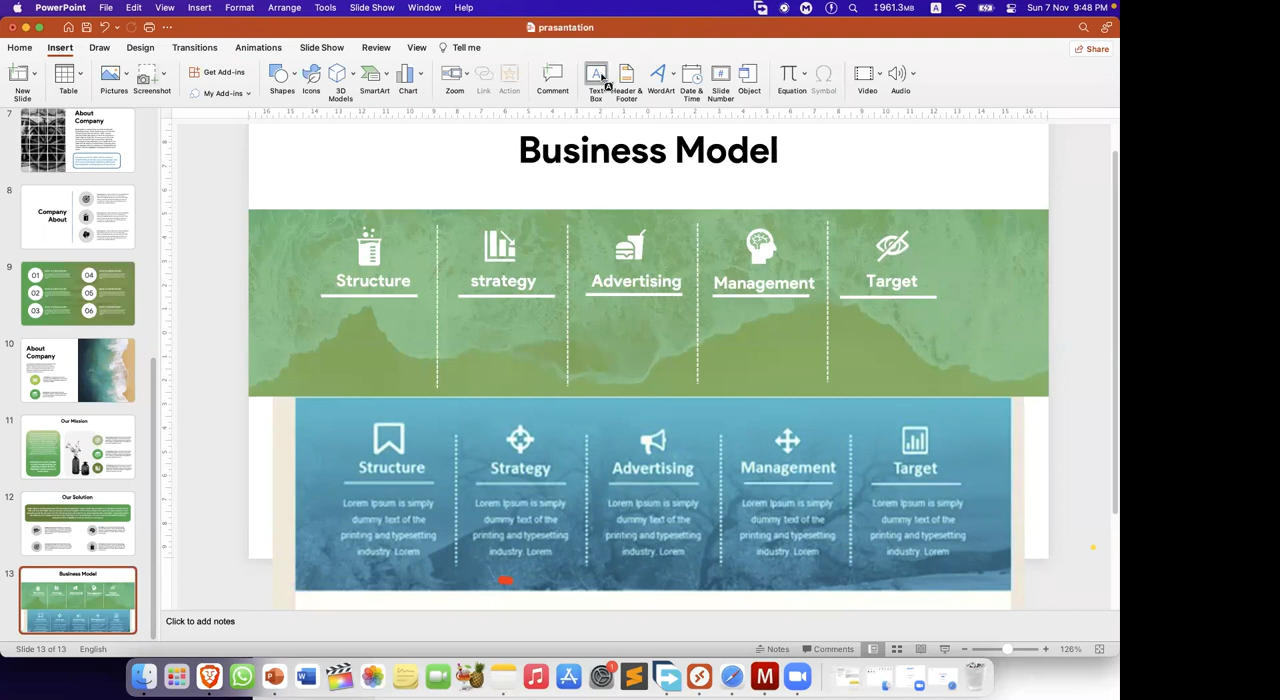 PowerPoint File Edit View Insert Format Arrange Tools Slide Show Window Help 961.3MB A Sun 7 Nov 9:48 PM
prasantation
Home Insert Draw Design Transitions Animations Slide Show Review View Tell me Share
New Slide Table Pictures Screenshot Get Add-ins My Add-ins Shapes Icons 3D Models SmartArt Chart Zoom Link Action Comment Text Box Header & Footer WordArt Date & Time Slide Number Object Equation Symbol Video Audio
7
About
Company
8
Company
About
9
01 04
02 05
03 06
10
About
Company
11
Our Mission
12
Our Solution
13
Business Model
Business Model
Structure strategy Advertising Management Target
Structure Strategy Advertising Management Target
Lorem Ipsum is simply Lorem Ipsum is simply Lorem Ipsum is simply Lorem Ipsum is simply Lorem Ipsum is simply
dummy text of the dummy text of the dummy text of the dummy text of the dummy text of the
printing and typesetting printing and typesetting printing and typesetting printing and typesetting printing and typesetting
industry. Lorem industry. Lorem industry. Lorem industry. Lorem industry. Lorem
Click to add notes
Slide 13 of 13 English Notes Comments 126%